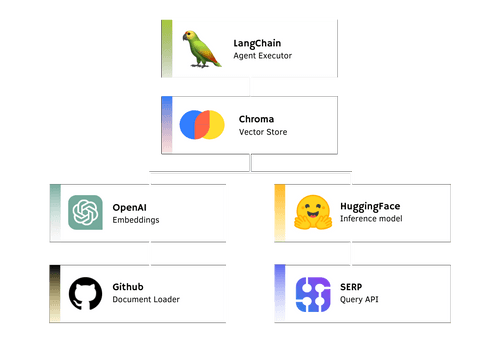 LangChain
Agent Executor
Chroma
Vector Store
OpenAI
Embeddings
HuggingFace
Inference model
Github
Document Loader
SERP
Query API